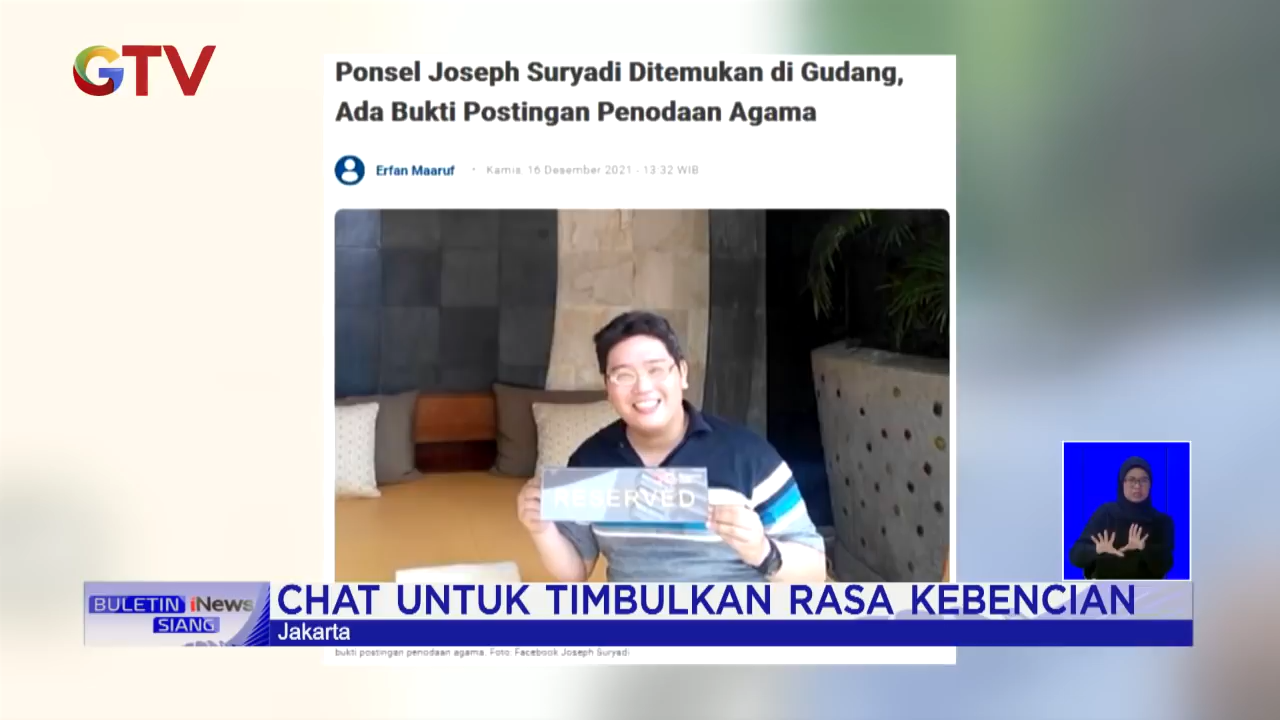 GTV
Ponsel Joseph Suryadi Ditemukan di Gudang,
Ada Bukti Postingan Penodaan Agama
Erfan Maaruf · Kamis, 16 Desember 2021 - 13:32 WIB
RESERVED
BULETIN iNews
SIANG
CHAT UNTUK TIMBULKAN RASA KEBENCIAN
Jakarta
bukti postingan penodaan agama. Foto: Facebook Joseph Suryadi